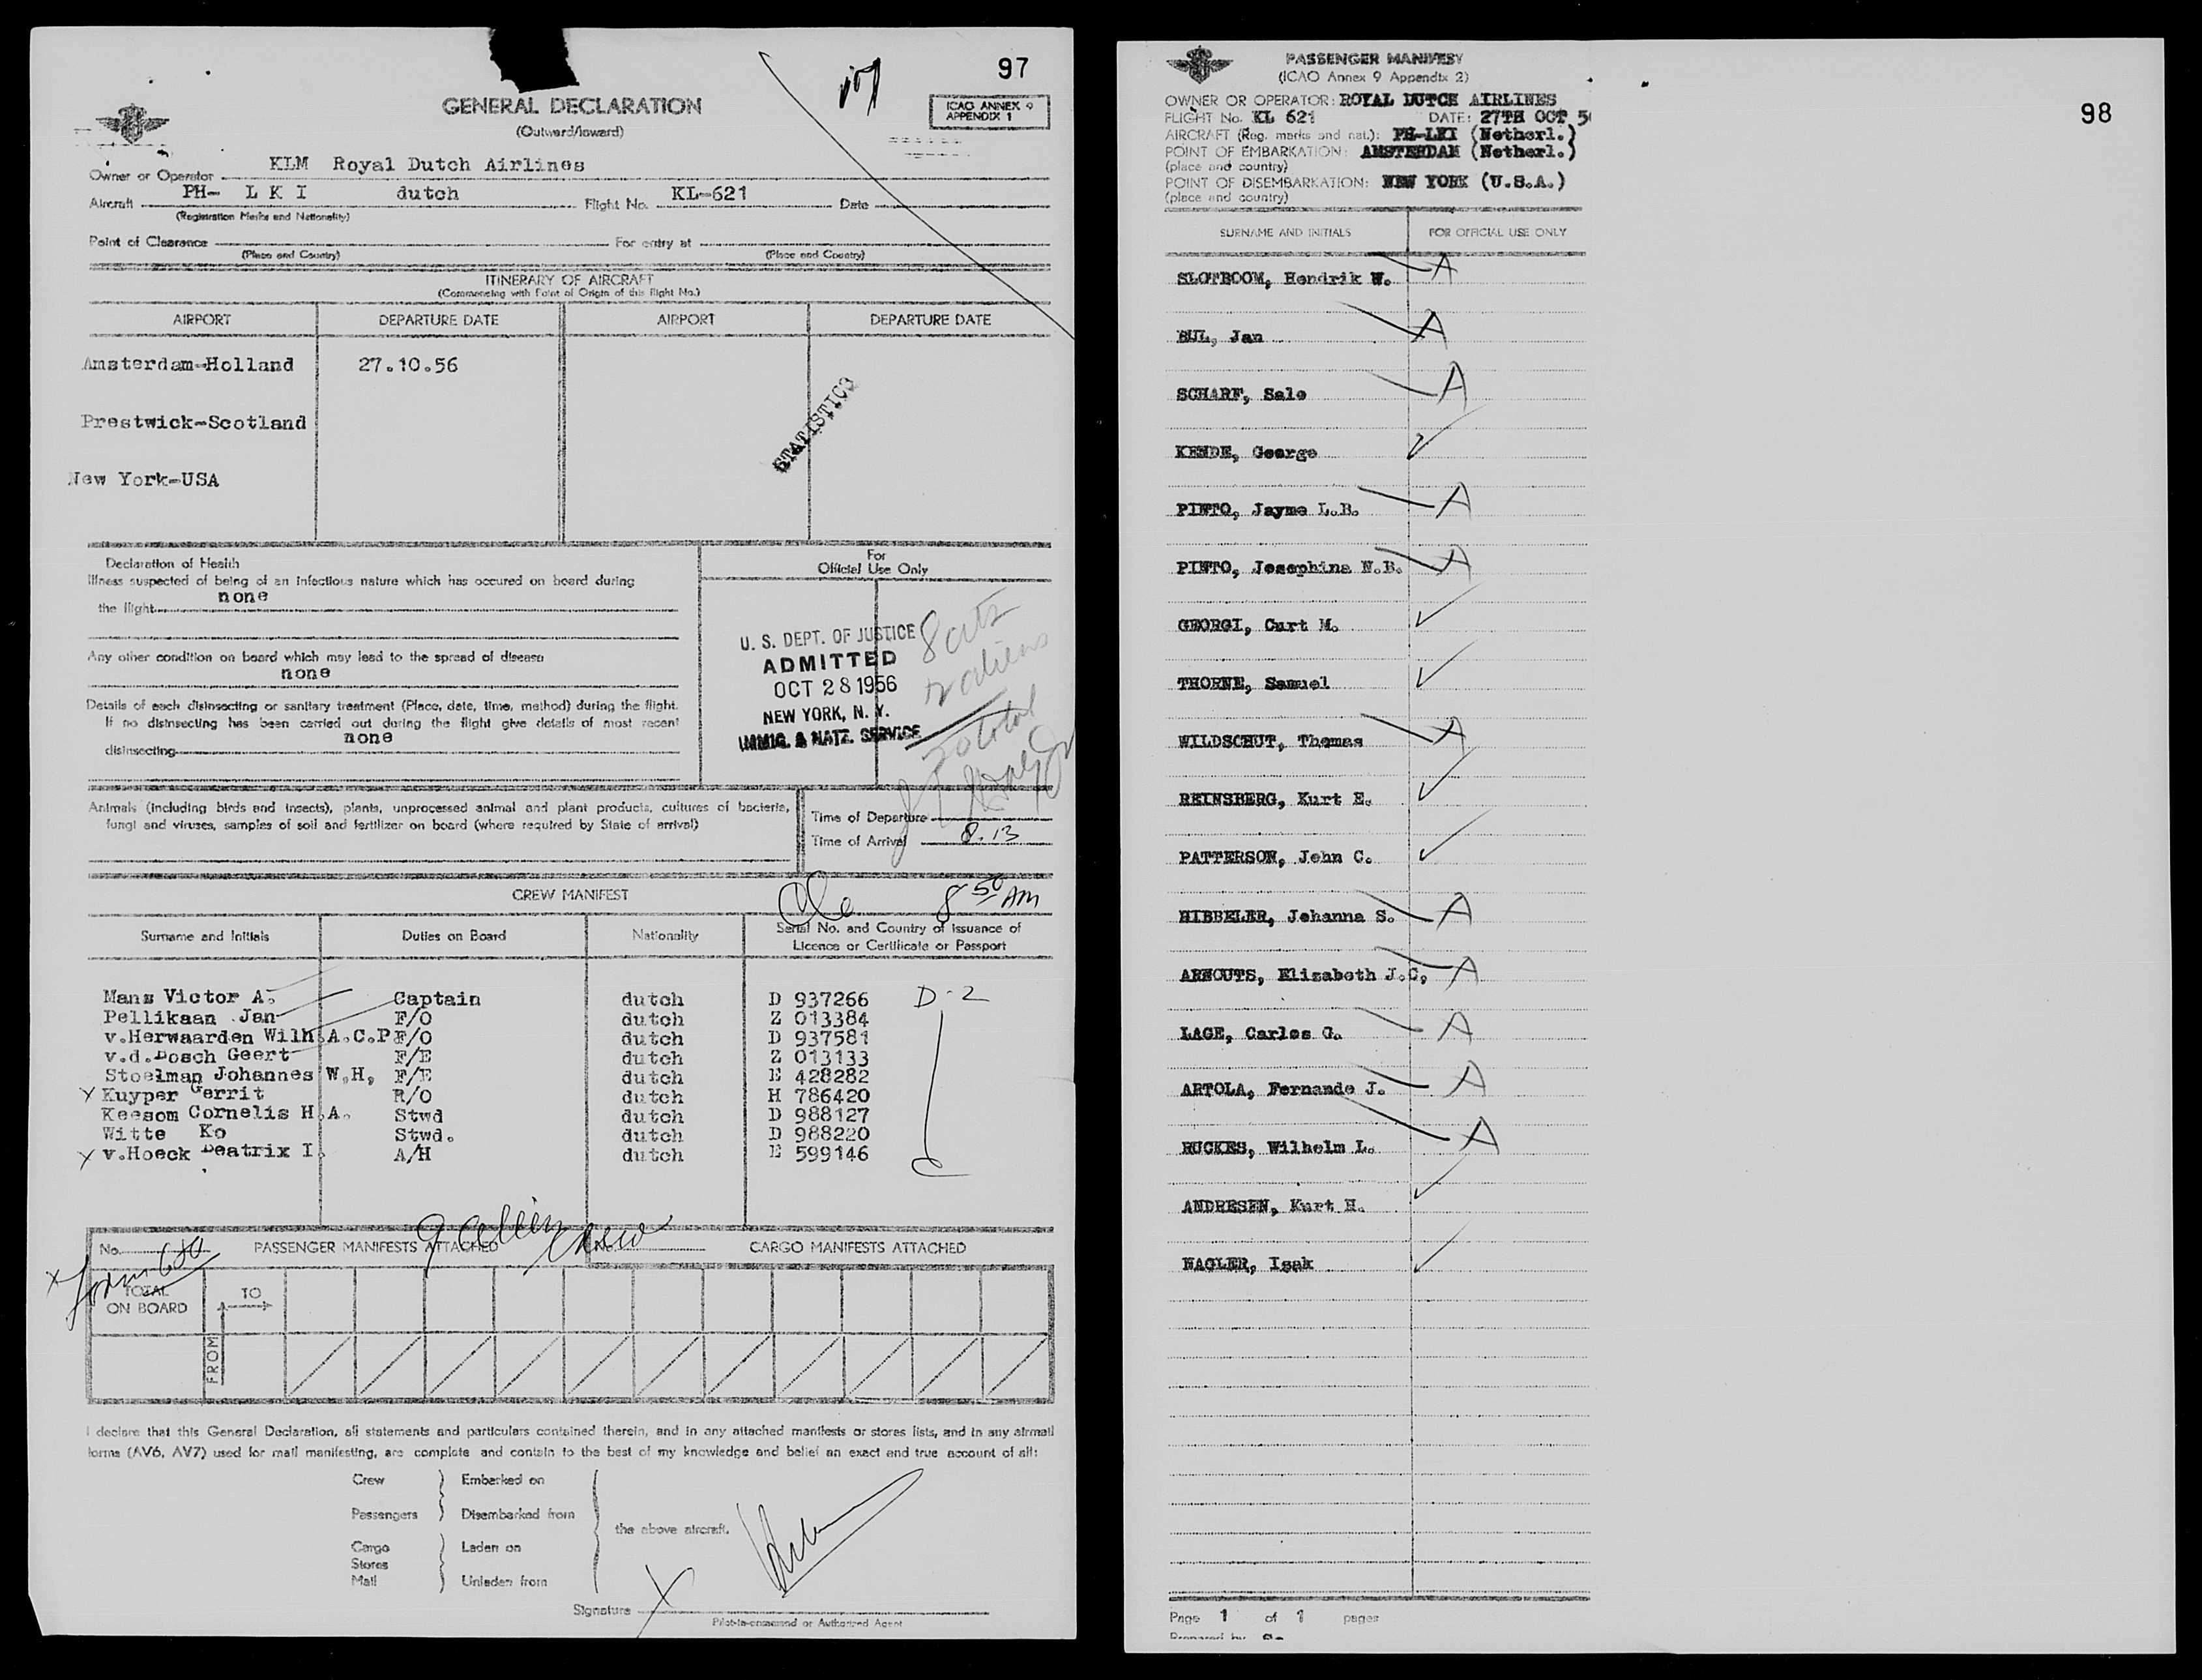 97
GENERAL DECLARATION
(Outward/Inward)
ICAO ANNEX 9
APPENDIX 1
Owner or Operator KLM Royal Dutch Airlines
Aircraft PH- L K I dutch Flight No. KL-621 Date
(Registration Marks and Nationality)
Point of Clearance For entry at
(Place and Country) (Place and Country)
ITINERARY OF AIRCRAFT
(Commencing with Point of Origin of this flight No.)
AIRPORT DEPARTURE DATE AIRPORT DEPARTURE DATE
Amsterdam-Holland 27.10.56
Prestwick-Scotland
New York-USA
STATISTICS
Declaration of Health
Illness suspected of being of an infectious nature which has occured on board during
the flight none
Any other condition on board which may lead to the spread of disease
none
Details of each disinsecting or sanitary treatment (Place, date, time, method) during the flight.
If no disinsecting has been carried out during the flight give details of most recent
disinsecting none
For
Official Use Only
U. S. DEPT. OF JUSTICE
ADMITTED
OCT 28 1956
NEW YORK, N. Y.
IMMIG. & NATZ. SERVICE
8 cits
12 aliens
20 total
Animals (including birds and insects), plants, unprocessed animal and plant products, cultures of bacteria,
fungi and viruses, samples of soil and fertilizer on board (where required by State of arrival)
Time of Departure
Time of Arrival 8.13
8 50 AM
CREW MANIFEST
Surname and Initials Duties on Board Nationality Serial No. and Country of issuance of
Licence or Certificate or Passport
Mans Victor A. Captain dutch D 937266 D-2
Pellikaan Jan F/O dutch Z 013384
v.Herwaarden Wilh.A.C.P F/O dutch D 937581
v.d.Bosch Geert F/E dutch Z 013133
Stoelman Johannes W.H, F/E dutch E 428282
X Kuyper Gerrit R/O dutch H 786420
Keesom Cornelis H.A. Stwd dutch D 988127
Witte Ko Stwd. dutch D 988220
X v.Hoeck Beatrix I. A/H dutch E 599146
9 alien crew
No. PASSENGER MANIFESTS ATTACHED No. CARGO MANIFESTS ATTACHED
X
TOTAL
ON BOARD
TO
FROM
I declare that this General Declaration, all statements and particulars contained therein, and in any attached manifests or stores lists, and in any airmail
forms (AV6, AV7) used for mail manifesting, are complete and contain to the best of my knowledge and belief an exact and true account of all:
Crew Embarked on
Passengers Disembarked from
the above aircraft.
Cargo Laden on
Stores
Mail Unladen from
Signature X
Pilot-in-command or Authorized Agent
98
PASSENGER MANIFEST
(ICAO Annex 9 Appendix 2)
OWNER OR OPERATOR: ROYAL DUTCH AIRLINES
FLIGHT No. KL 621 DATE: 27TH OCT 5
AIRCRAFT (Reg. marks and nat.): PH-LKI (Netherl.)
POINT OF EMBARKATION: AMSTERDAM (Netherl.)
(place and country)
POINT OF DISEMBARKATION: NEW YORK (U.S.A.)
(place and country)
SURNAME AND INITIALS FOR OFFICIAL USE ONLY
SLOTBOOM, Hendrik W. A
BUL, Jan A
SCHARF, Salo A
KENDE, George
PINTO, Jayme L.B. A
PINTO, Josephina N.B. A
GEORGI, Curt M.
THORNE, Samuel
WILDSCHUT, Thomas A
REINSBERG, Kurt E.
PATTERSON, John C.
HIBBELER, Johanna S. A
ARNOUTS, Elizabeth J.C, A
LAGE, Carlos G. A
ARTOLA, Fernando J. A
RUCKES, Wilhelm L. A
ANDRESEN, Kurt H.
NAGLER, Isak
Page 1 of 1 pages
Prepared by